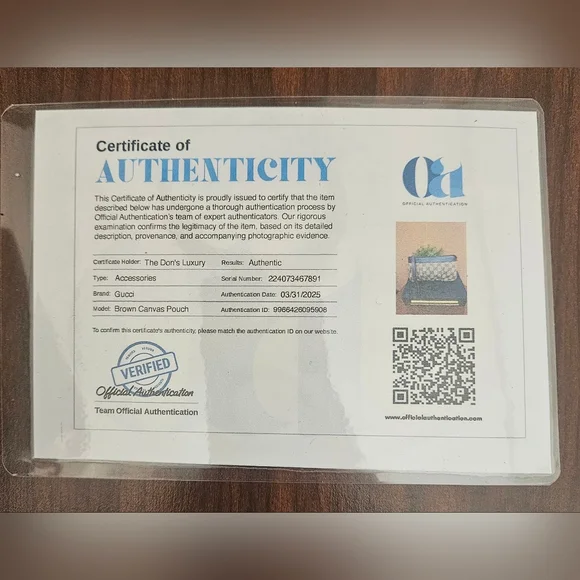 Certificate of
AUTHENTICITY
This Certificate of Authenticity is proudly issued to certify that the item
described below has undergone a thorough authentication process by
Official Authentication's team of expert authenticators. Our rigorous
examination confirms the legitimacy of the item, based on its detailed
description, provenance, and accompanying photographic evidence.
Oa
OFFICIAL AUTHENTICATION
Certificate Holder: The Don's Luxury Results: Authentic
Type: Accessories Serial Number: 224073467891
Brand: Gucci Authentication Date: 03/31/2025
Model: Brown Canvas Pouch Authentication ID: 9966426095908
To confirm this certificate's authenticity, please match the authentication ID on our website.
VERIFIED
Official Authentication
Team Official Authentication
www.officialauthentication.com